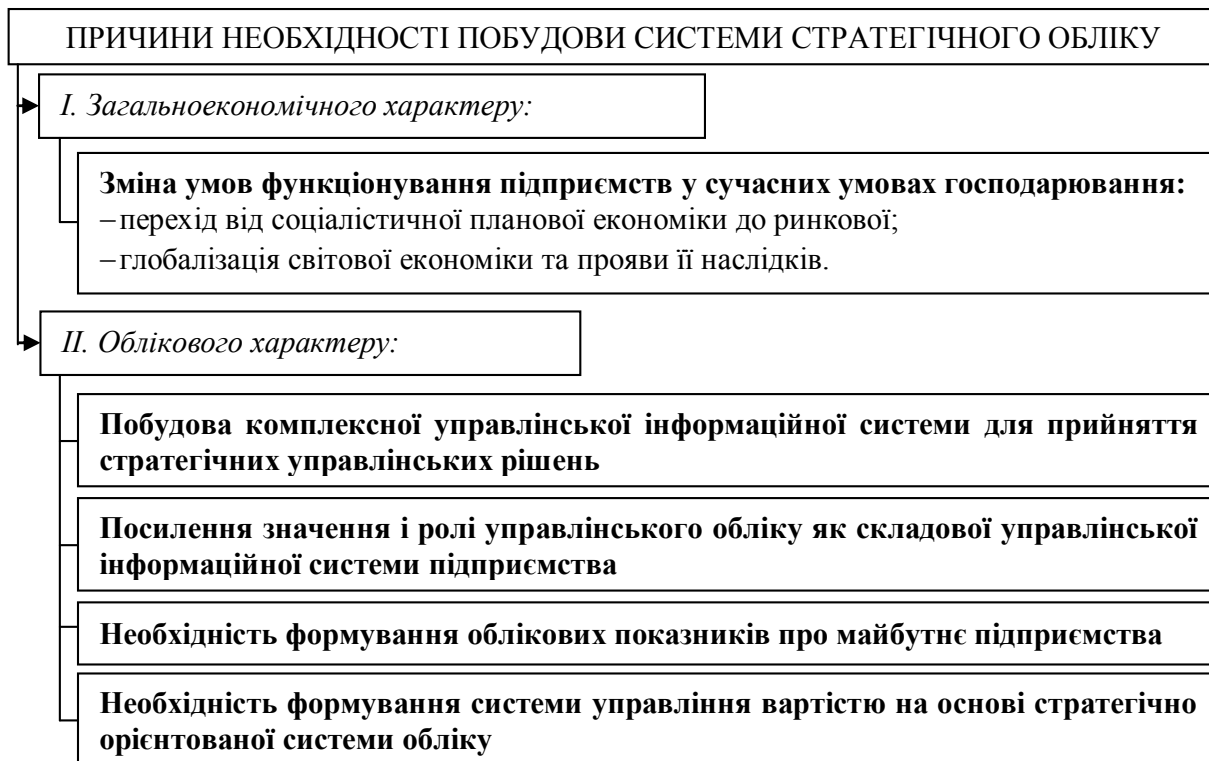 ПРИЧИНИ НЕОБХІДНОСТІ ПОБУДОВИ СИСТЕМИ СТРАТЕГІЧНОГО ОБЛІКУ
І. Загальноекономічного характеру:
Зміна умов функціонування підприємств у сучасних умовах господарювання:
– перехід від соціалістичної планової економіки до ринкової;
– глобалізація світової економіки та прояви її наслідків.
ІІ. Облікового характеру:
Побудова комплексної управлінської інформаційної системи для прийняття
стратегічних управлінських рішень
Посилення значення і ролі управлінського обліку як складової управлінської
інформаційної системи підприємства
Необхідність формування облікових показників про майбутнє підприємства
Необхідність формування системи управління вартістю на основі стратегічно
орієнтованої системи обліку